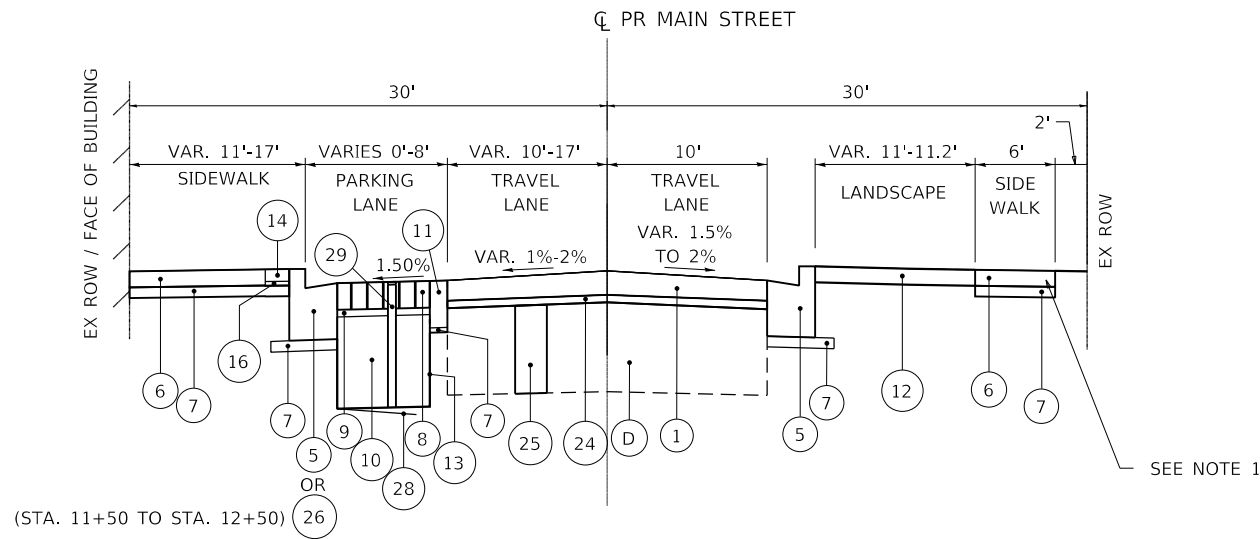 ℄ PR MAIN STREET
EX ROW / FACE OF BUILDING
30'
30'
2'
VAR. 11'-17'
SIDEWALK
VARIES 0'-8'
PARKING
LANE
VAR. 10'-17'
TRAVEL
LANE
10'
TRAVEL
LANE
VAR. 11'-11.2'
LANDSCAPE
6'
SIDE
WALK
EX ROW
14
29
11
1.50%
VAR. 1%-2%
VAR. 1.5%
TO 2%
6
7
16
7
5
OR
26
(STA. 11+50 TO STA. 12+50)
9
10
28
8
13
7
25
24
D
1
5
7
12
6
7
SEE NOTE 1